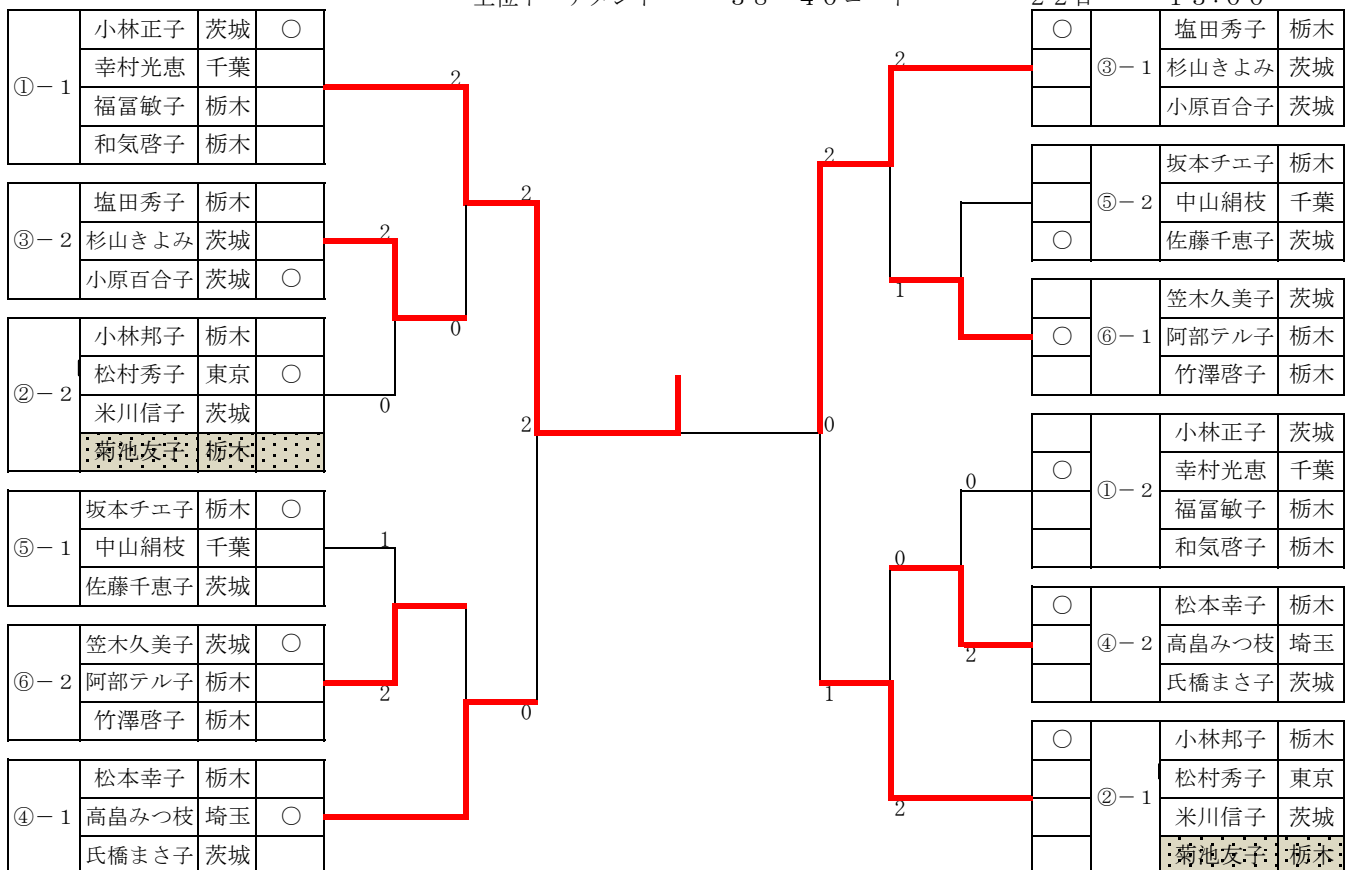 ２２日 １３：００
小林正子 茨城 ○
①－１ 幸村光恵 千葉
福冨敏子 栃木
和気啓子 栃木
2
塩田秀子 栃木
③－２ 杉山きよみ 茨城
小原百合子 茨城 ○
2
2
0
小林邦子 栃木
②－２ 松村秀子 東京 ○
米川信子 茨城
菊池友子 栃木
0
2
坂本チエ子 栃木 ○
⑤－１ 中山絹枝 千葉
佐藤千恵子 茨城
1
笠木久美子 茨城 ○
⑥－２ 阿部テル子 栃木
竹澤啓子 栃木
2
0
松本幸子 栃木
④－１ 高畠みつ枝 埼玉 ○
氏橋まさ子 茨城
○ 塩田秀子 栃木
③－１ 杉山きよみ 茨城
小原百合子 茨城
2
2
坂本チエ子 栃木
⑤－２ 中山絹枝 千葉
○ 佐藤千恵子 茨城
1
笠木久美子 茨城
○ ⑥－１ 阿部テル子 栃木
竹澤啓子 栃木
0
小林正子 茨城
○ ①－２ 幸村光恵 千葉
福冨敏子 栃木
和気啓子 栃木
0
0
○ 松本幸子 栃木
④－２ 高畠みつ枝 埼玉
氏橋まさ子 茨城
2
1
○ 小林邦子 栃木
②－１ 松村秀子 東京
米川信子 茨城
菊池友子 栃木
2